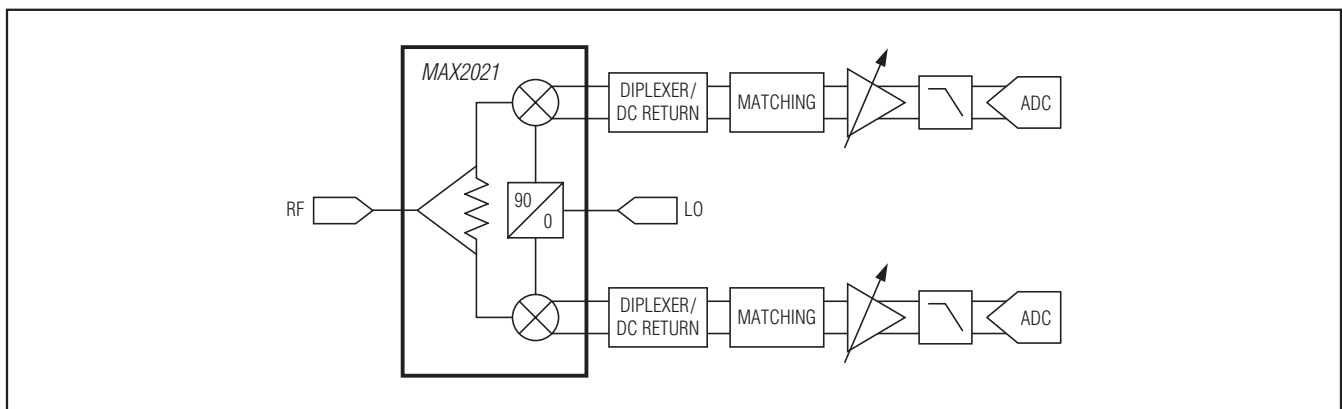 MAX2021
DIPLEXER/
DC RETURN
MATCHING
ADC
RF
90
0
LO
DIPLEXER/
DC RETURN
MATCHING
ADC